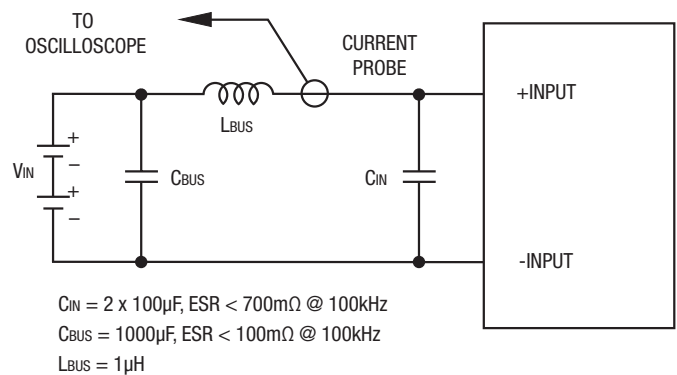 TO
OSCILLOSCOPE
CURRENT
PROBE
+INPUT
LBUS
+
VIN
–
+
–
CBUS
CIN
-INPUT
CIN = 2 x 100μF, ESR < 700mΩ @ 100kHz
CBUS = 1000μF, ESR < 100mΩ @ 100kHz
LBUS = 1μH